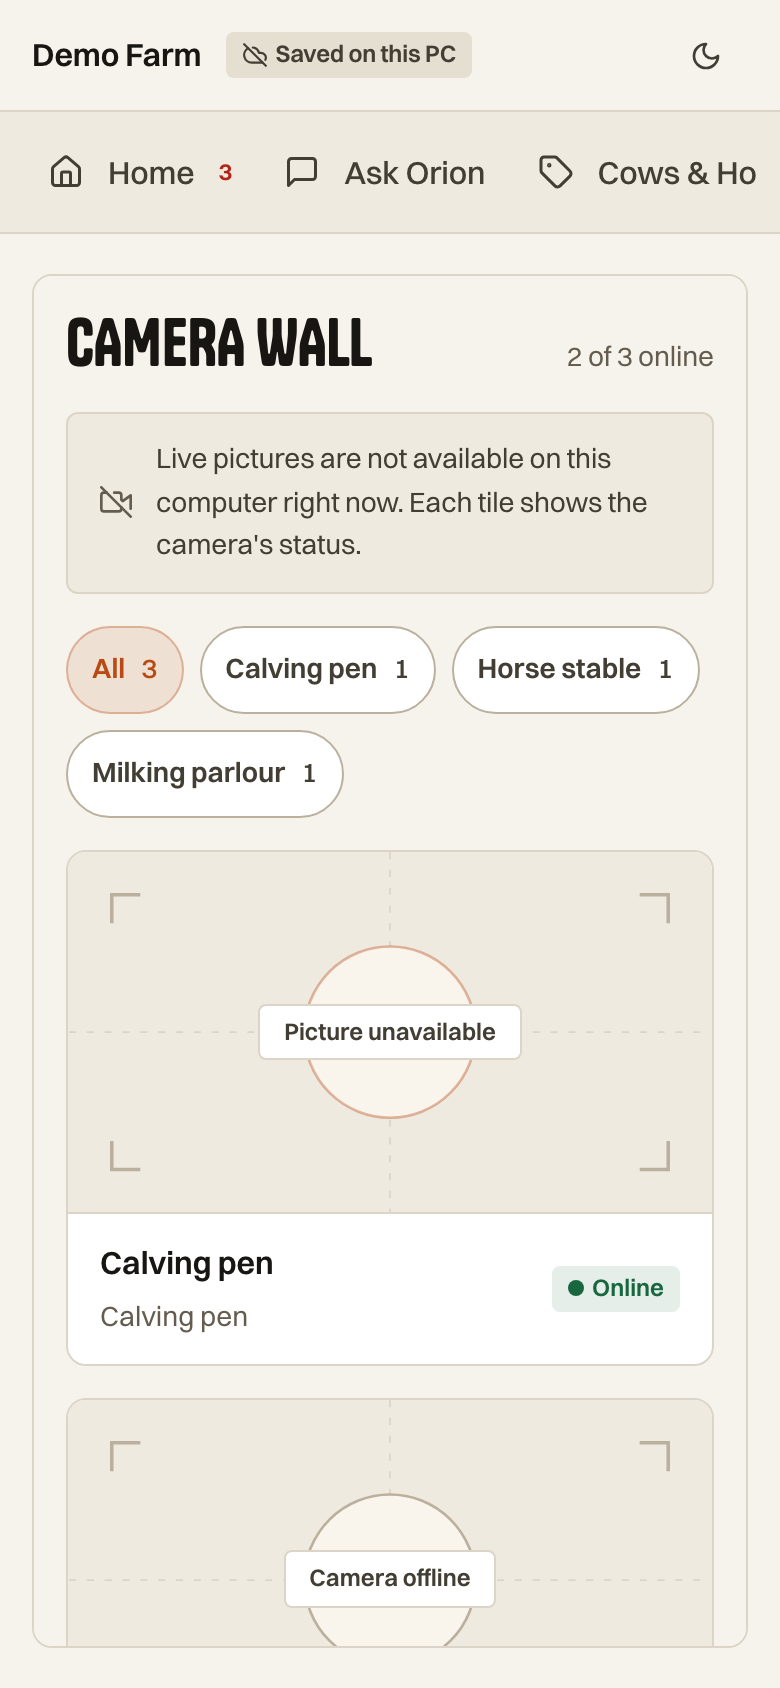 Demo Farm
Saved on this PC
Home 3
Ask Orion
Cows & Ho
CAMERA WALL
2 of 3 online
Live pictures are not available on this
computer right now. Each tile shows the
camera's status.
All 3
Calving pen 1
Horse stable 1
Milking parlour 1
Picture unavailable
Calving pen
Calving pen
Online
Camera offline